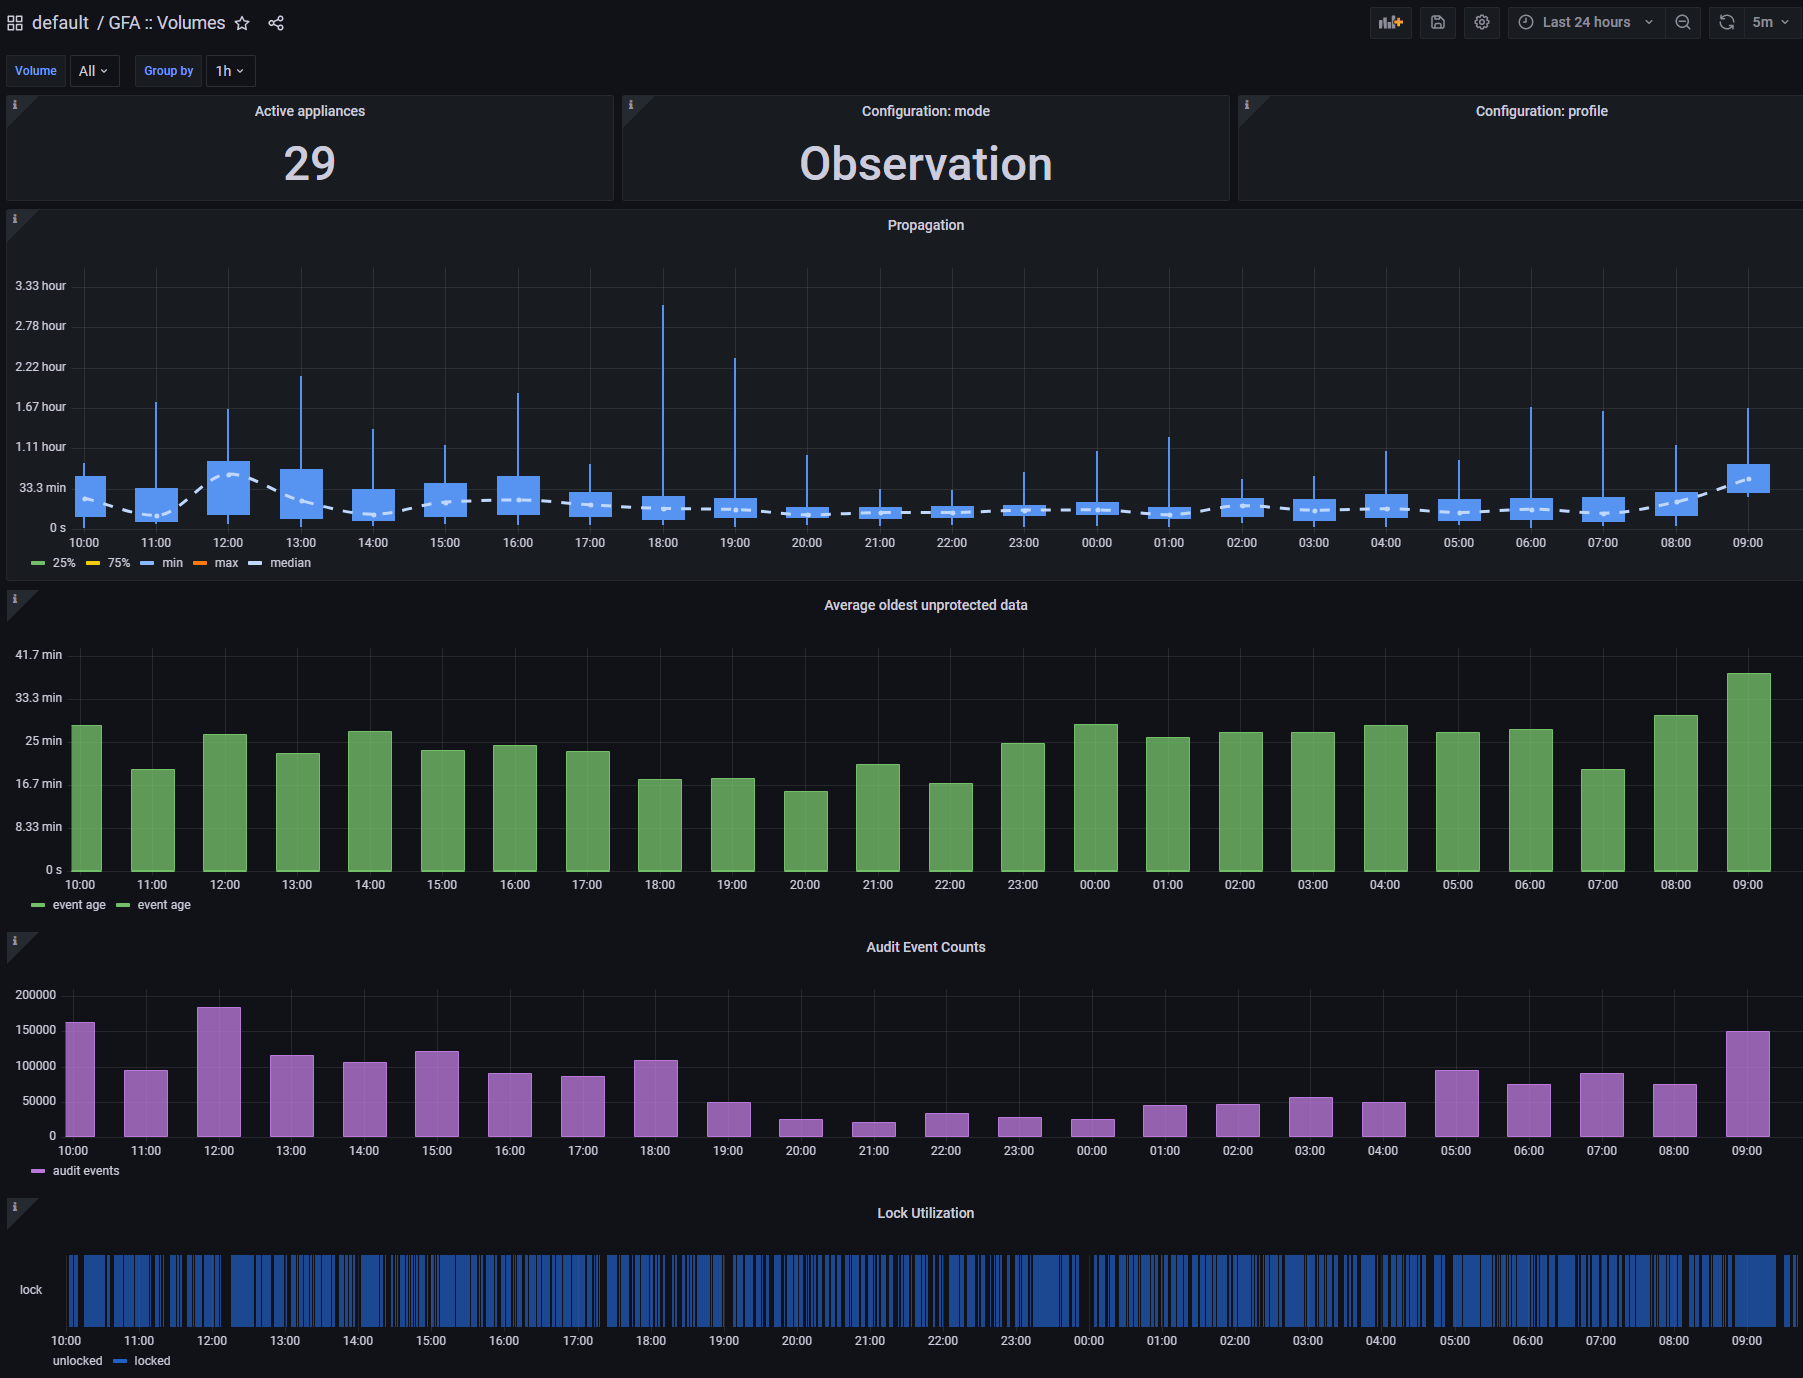 default / GFA :: Volumes
Last 24 hours 5m
Volume All Group by 1h
i Active appliances
29
i Configuration: mode
Observation
i Configuration: profile
i Propagation
3.33 hour
2.78 hour
2.22 hour
1.67 hour
1.11 hour
33.3 min
0 s
10:00 11:00 12:00 13:00 14:00 15:00 16:00 17:00 18:00 19:00 20:00 21:00 22:00 23:00 00:00 01:00 02:00 03:00 04:00 05:00 06:00 07:00 08:00 09:00
25% 75% min max median
i Average oldest unprotected data
41.7 min
33.3 min
25 min
16.7 min
8.33 min
0 s
10:00 11:00 12:00 13:00 14:00 15:00 16:00 17:00 18:00 19:00 20:00 21:00 22:00 23:00 00:00 01:00 02:00 03:00 04:00 05:00 06:00 07:00 08:00 09:00
event age event age
i Audit Event Counts
200000
150000
100000
50000
0
10:00 11:00 12:00 13:00 14:00 15:00 16:00 17:00 18:00 19:00 20:00 21:00 22:00 23:00 00:00 01:00 02:00 03:00 04:00 05:00 06:00 07:00 08:00 09:00
audit events
i Lock Utilization
lock
10:00 11:00 12:00 13:00 14:00 15:00 16:00 17:00 18:00 19:00 20:00 21:00 22:00 23:00 00:00 01:00 02:00 03:00 04:00 05:00 06:00 07:00 08:00 09:00
unlocked locked